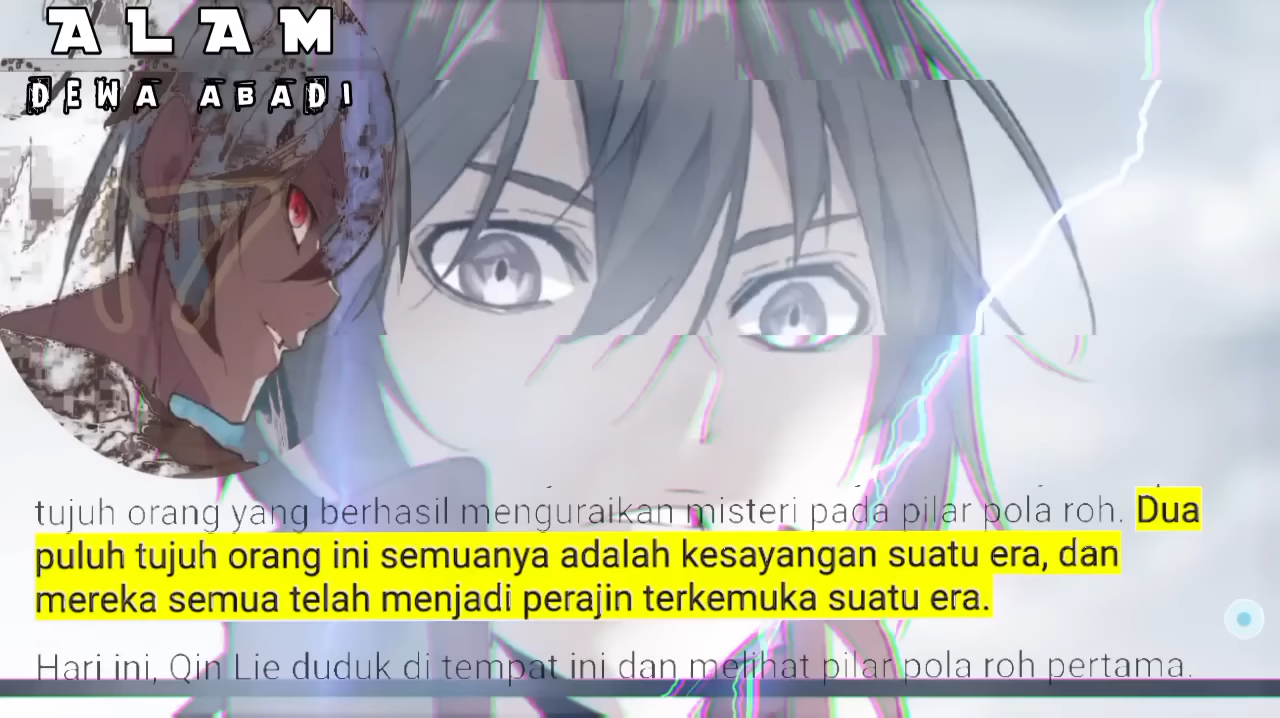 ALAM
DEWA ABADI
tujuh orang yang berhasil menguraikan misteri pada pilar pola roh. Dua
puluh tujuh orang ini semuanya adalah kesayangan suatu era, dan
mereka semua telah menjadi perajin terkemuka suatu era.
Hari ini, Qin Lie duduk di tempat ini dan melihat pilar pola roh pertama.